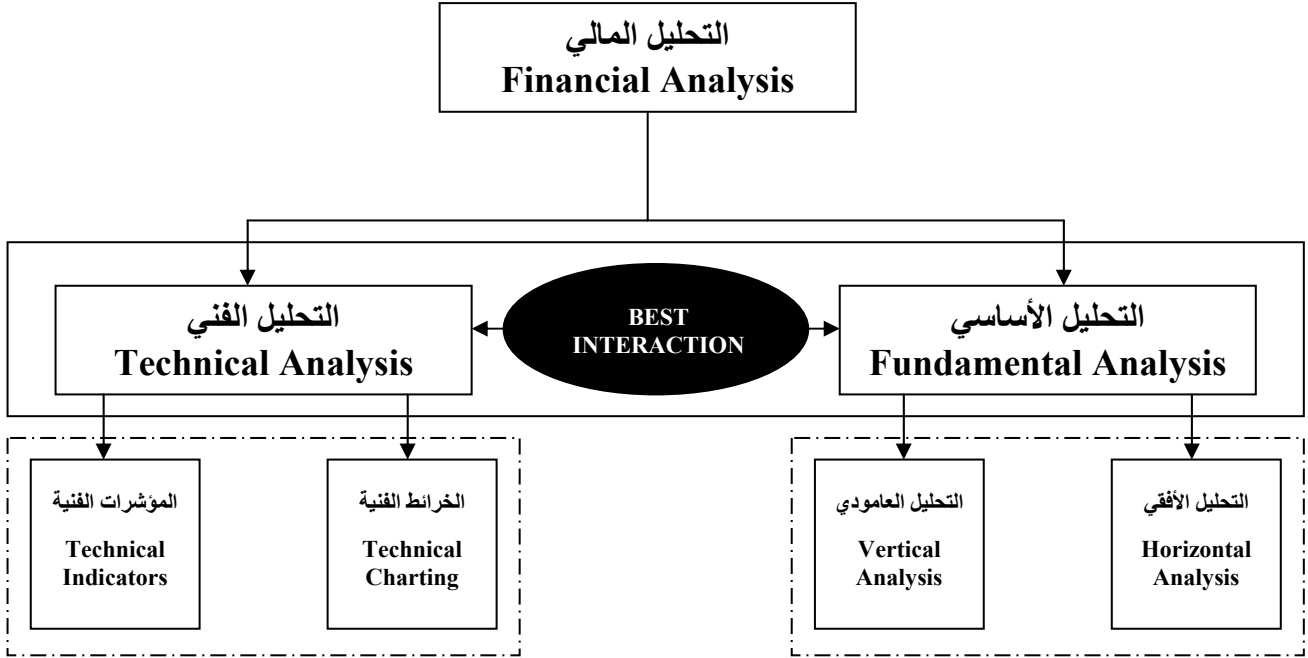 التحليل المالي
Financial Analysis
التحليل الفني
Technical Analysis
BEST
INTERACTION
التحليل الأساسي
Fundamental Analysis
المؤشرات الفنية
Technical
Indicators
الخرائط الفنية
Technical
Charting
التحليل العامودي
Vertical
Analysis
التحليل الأفقي
Horizontal
Analysis